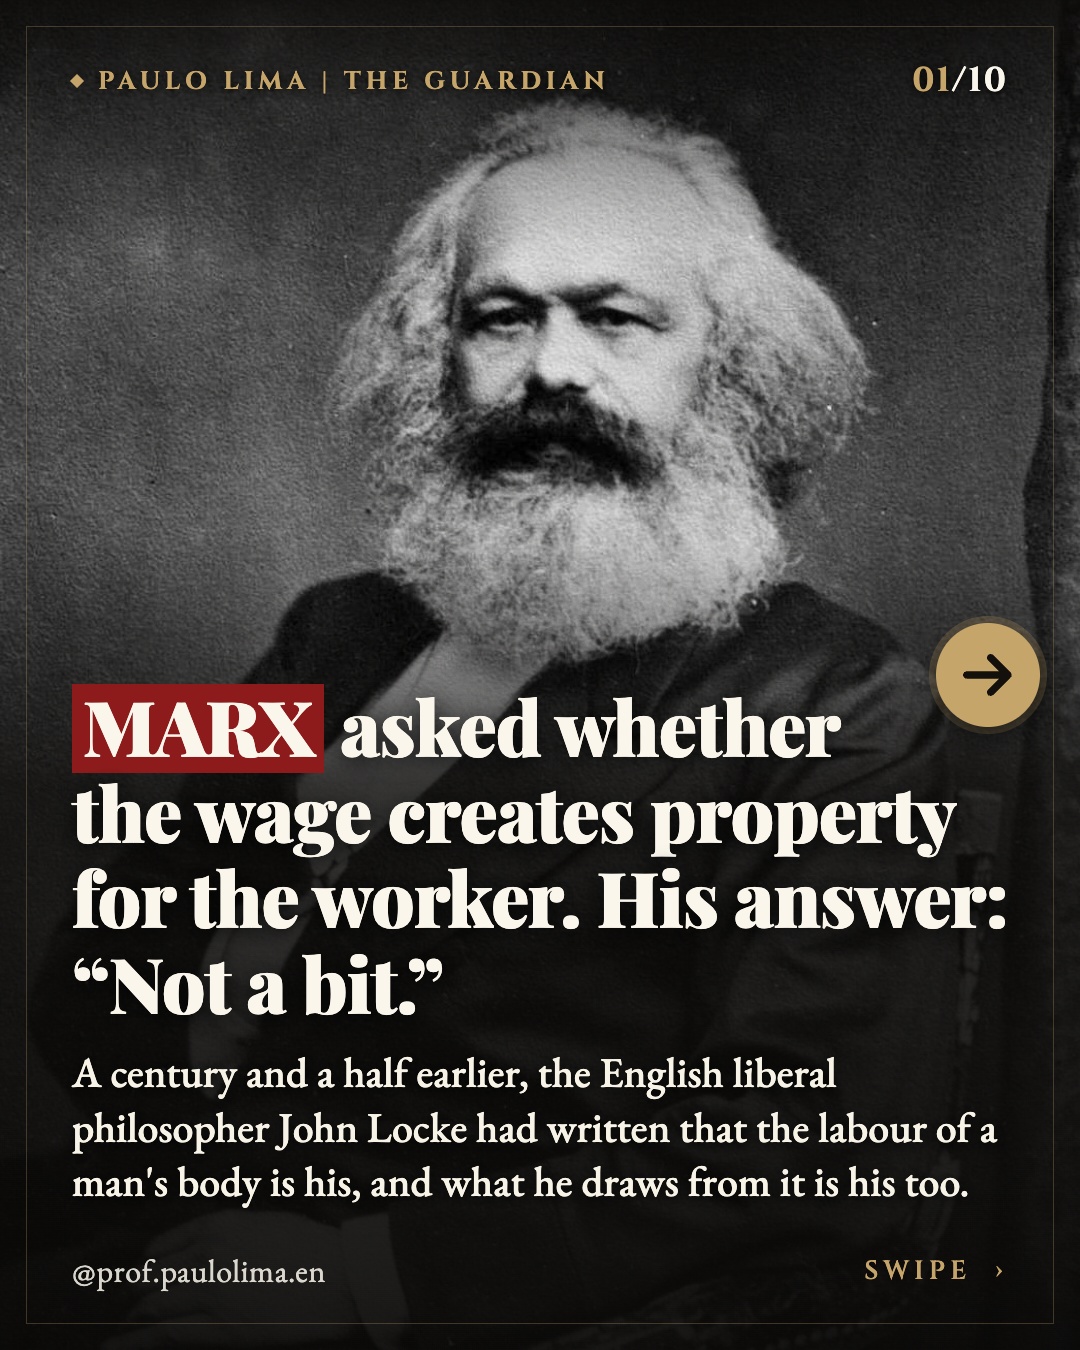 ◆ PAULO LIMA | THE GUARDIAN
01/10
MARX asked whether
the wage creates property
for the worker. His answer:
“Not a bit.”
A century and a half earlier, the English liberal
philosopher John Locke had written that the labour of a
man's body is his, and what he draws from it is his too.
@prof.paulolima.en
SWIPE ›